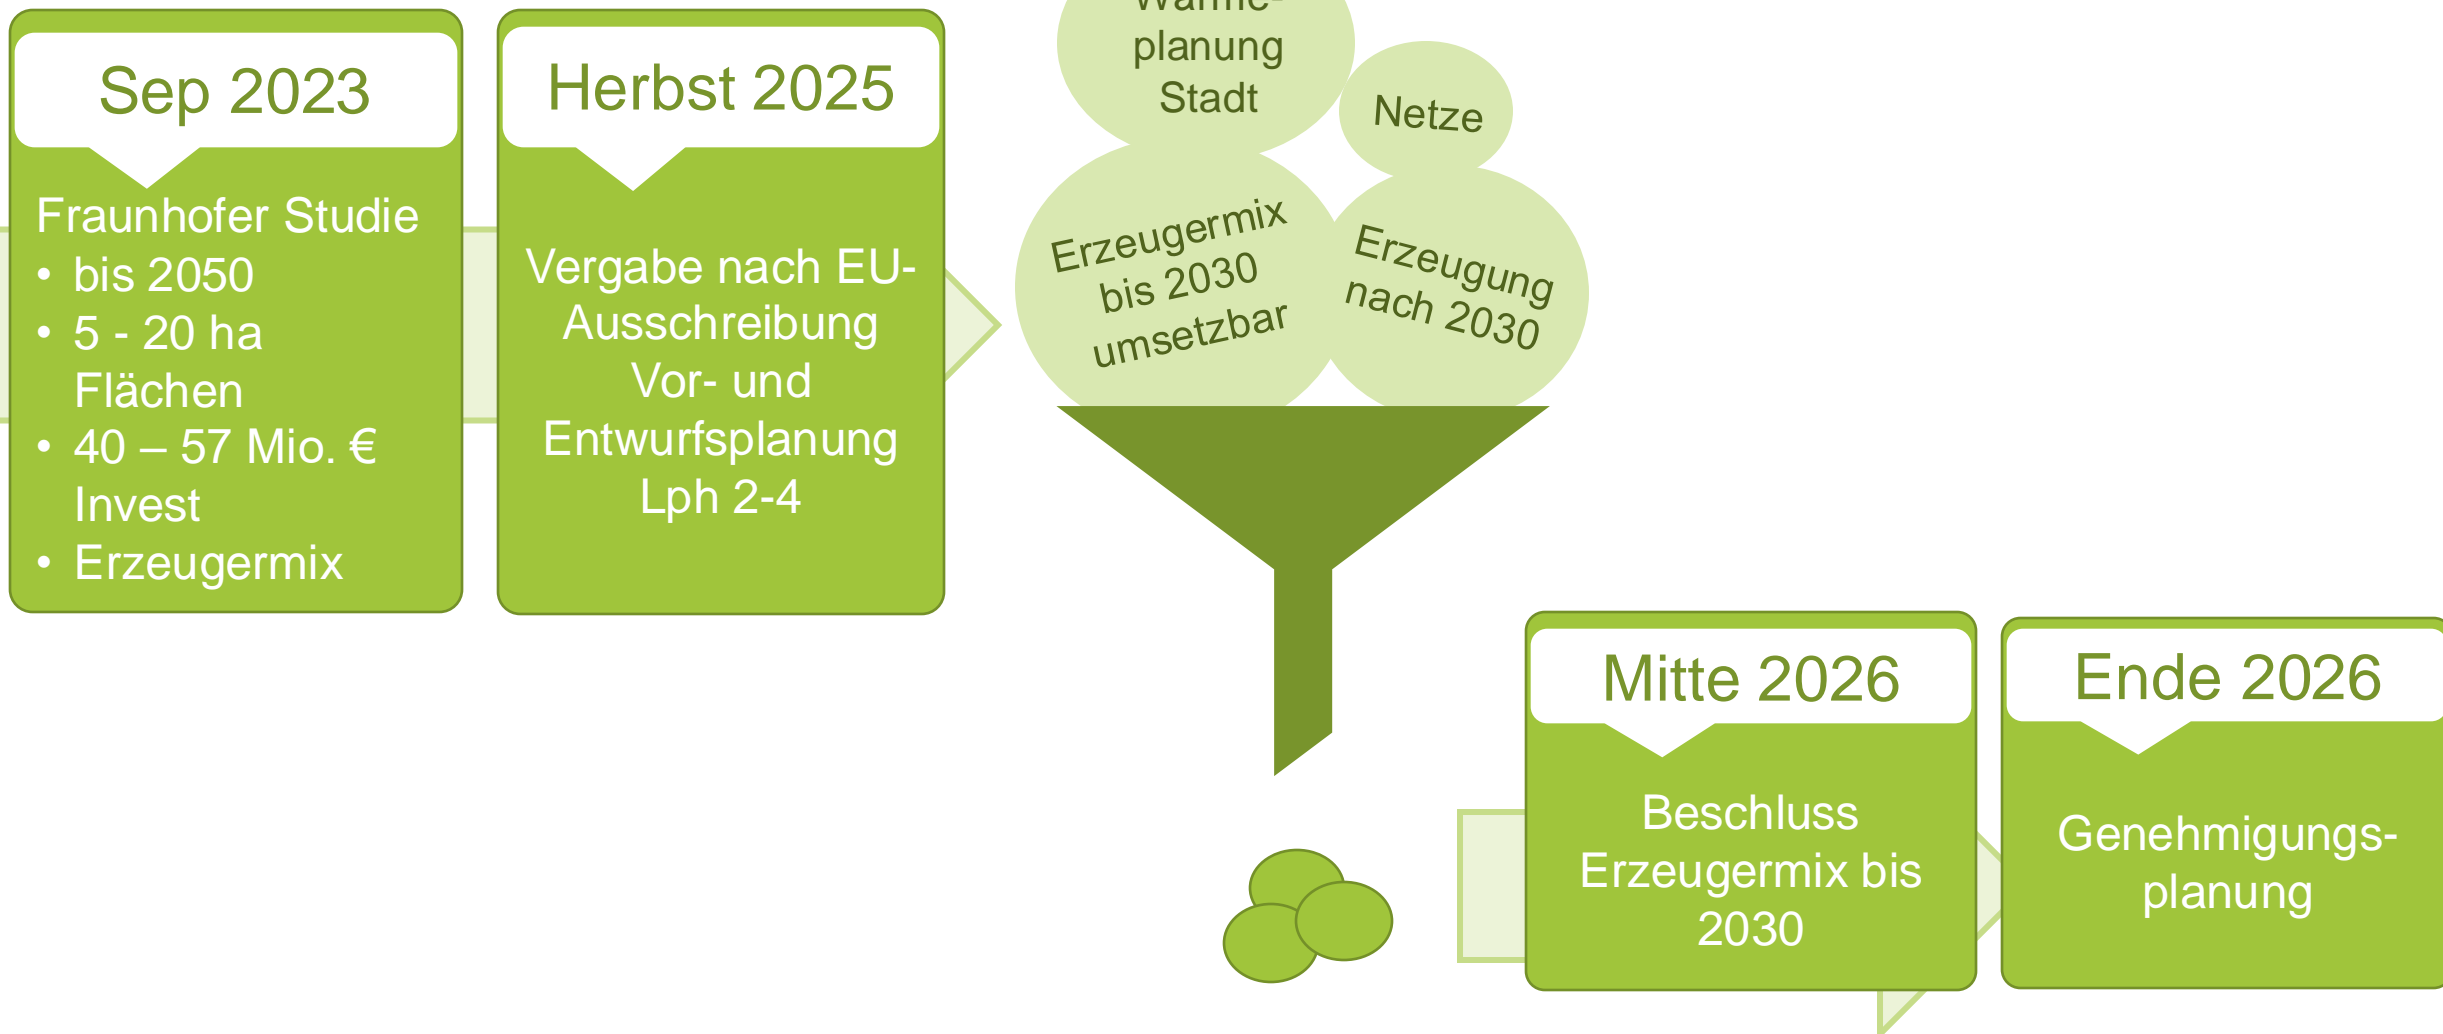 Sep 2023
Fraunhofer Studie
• bis 2050
• 5 - 20 ha
Flächen
• 40 – 57 Mio. €
Invest
• Erzeugermix
Herbst 2025
Vergabe nach EU-
Ausschreibung
Vor- und
Entwurfsplanung
Lph 2-4
Wärme-
planung
Stadt
Netze
Erzeugermix
bis 2030
umsetzbar
Erzeugung
nach 2030
Mitte 2026
Beschluss
Erzeugermix bis
2030
Ende 2026
Genehmigungs-
planung